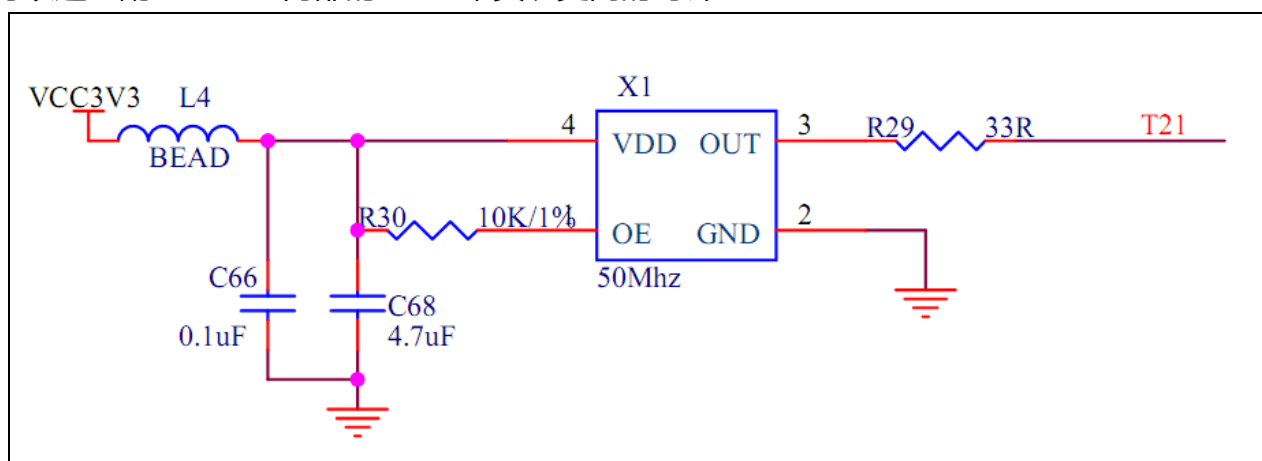 X1
VCC3V3 L4
BEAD
4 VDD OUT 3 R29 33R T21
R30 10K/1% 1 OE GND 2
50Mhz
C66 0.1uF
C68 4.7uF